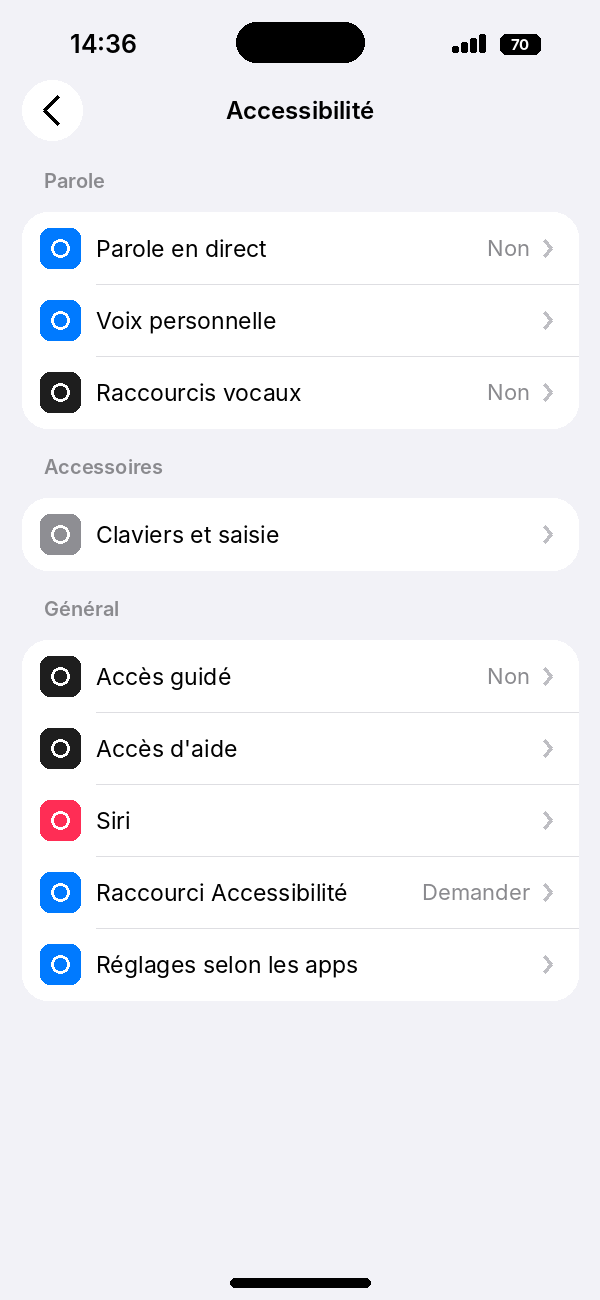 14:36
70
Accessibilité
Parole
Parole en direct Non
Voix personnelle
Raccourcis vocaux Non
Accessoires
Claviers et saisie
Général
Accès guidé Non
Accès d'aide
Siri
Raccourci Accessibilité Demander
Réglages selon les apps